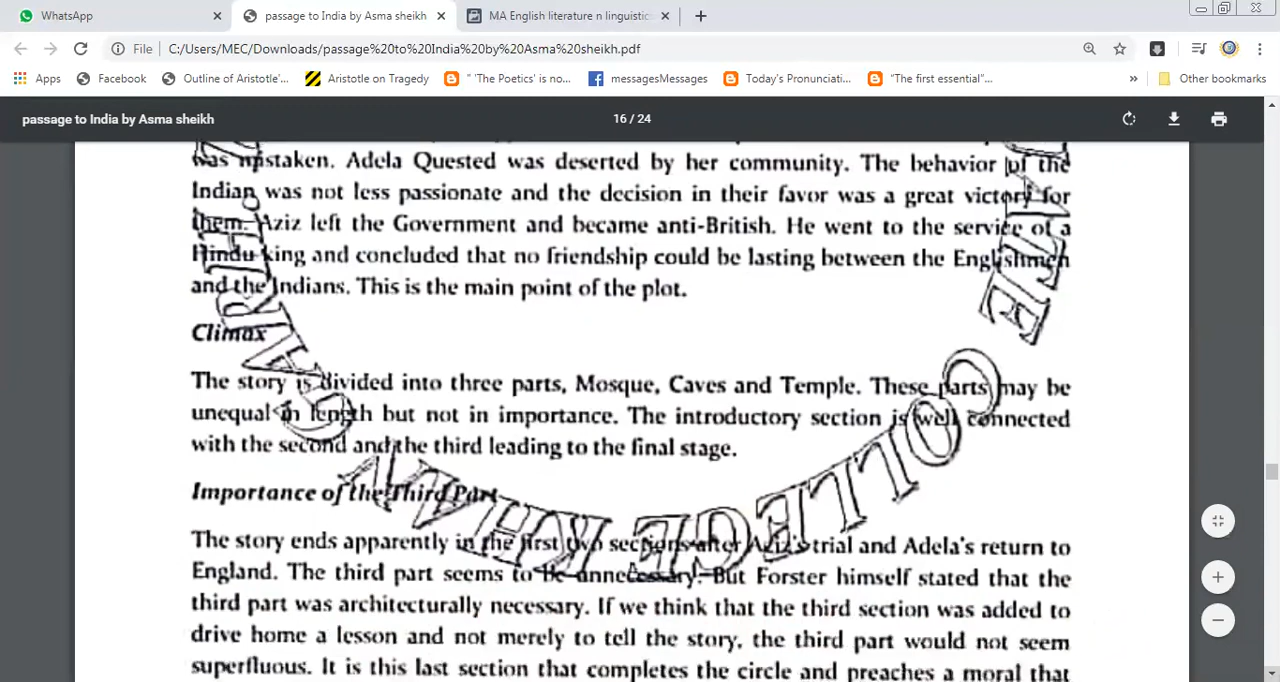 WhatsApp
passage to India by Asma sheikh
MA English literature n linguistic
File
C:/Users/MEC/Downloads/passage%20to%20India%20by%20Asma%20sheikh.pdf
Apps
Facebook
Outline of Aristotle'...
Aristotle on Tragedy
" 'The Poetics' is no...
messagesMessages
Today's Pronunciati...
"The first essential"...
»
Other bookmarks
passage to India by Asma sheikh
16 / 24
was mistaken. Adela Quested was deserted by her community. The behavior of the
Indian was not less passionate and the decision in their favor was a great victory for
them. Aziz left the Government and became anti-British. He went to the service of a
Hindu king and concluded that no friendship could be lasting between the Englishmen
and the Indians. This is the main point of the plot.
Climax
The story is divided into three parts, Mosque, Caves and Temple. These parts may be
unequal in length but not in importance. The introductory section is well connected
with the second and the third leading to the final stage.
Importance of the Third Part
The story ends apparently in the first two sections after Aziz's trial and Adela's return to
England. The third part seems to be unnecessary. But Forster himself stated that the
third part was architecturally necessary. If we think that the third section was added to
drive home a lesson and not merely to tell the story, the third part would not seem
superfluous. It is this last section that completes the circle and preaches a moral that
COLLEGE